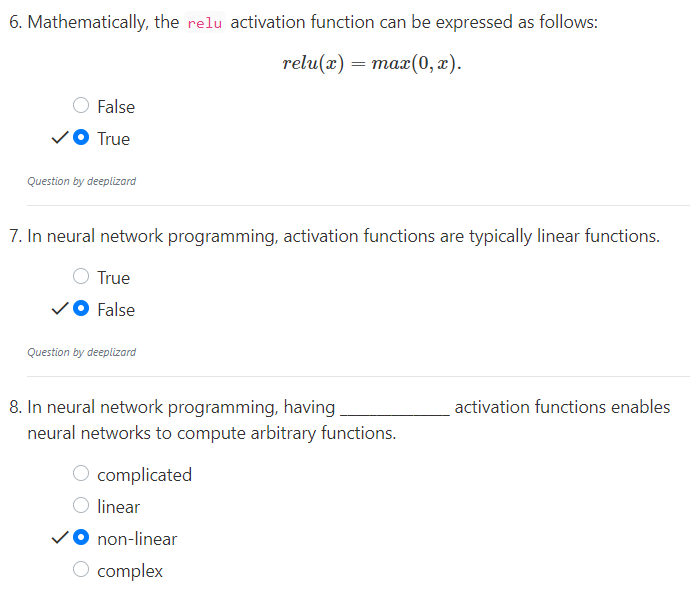 6. Mathematically, the relu activation function can be expressed as follows:
relu(x) = max(0, x).
False
True
Question by deeplizard
7. In neural network programming, activation functions are typically linear functions.
True
False
Question by deeplizard
8. In neural network programming, having ____________ activation functions enables
neural networks to compute arbitrary functions.
complicated
linear
non-linear
complex